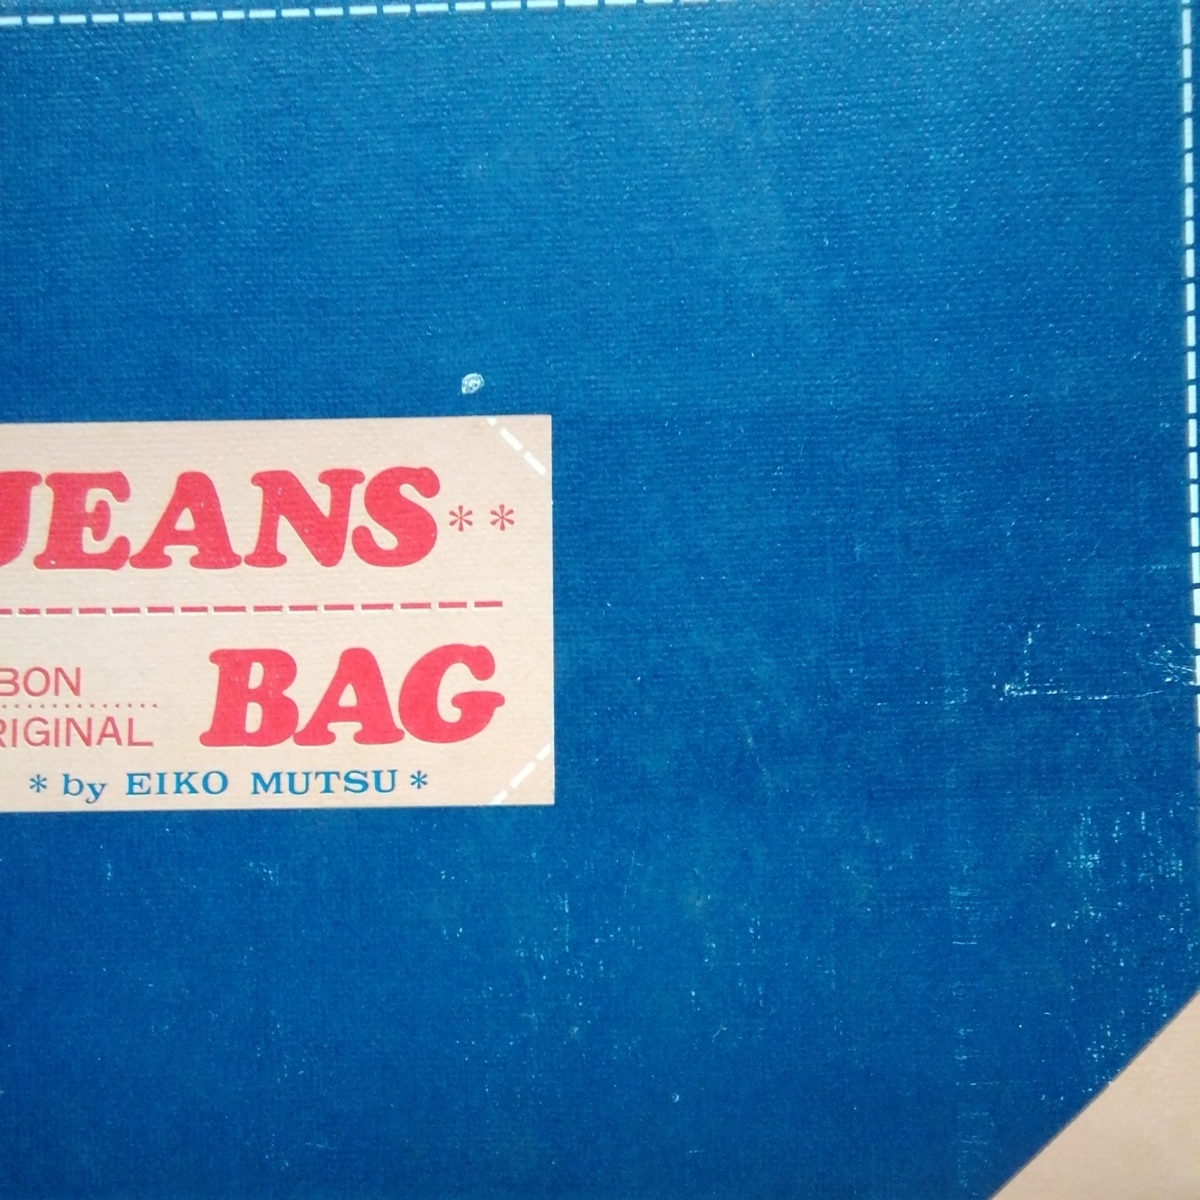 JEANS**
BON
RIGINAL
BAG
* by EIKO MUTSU *